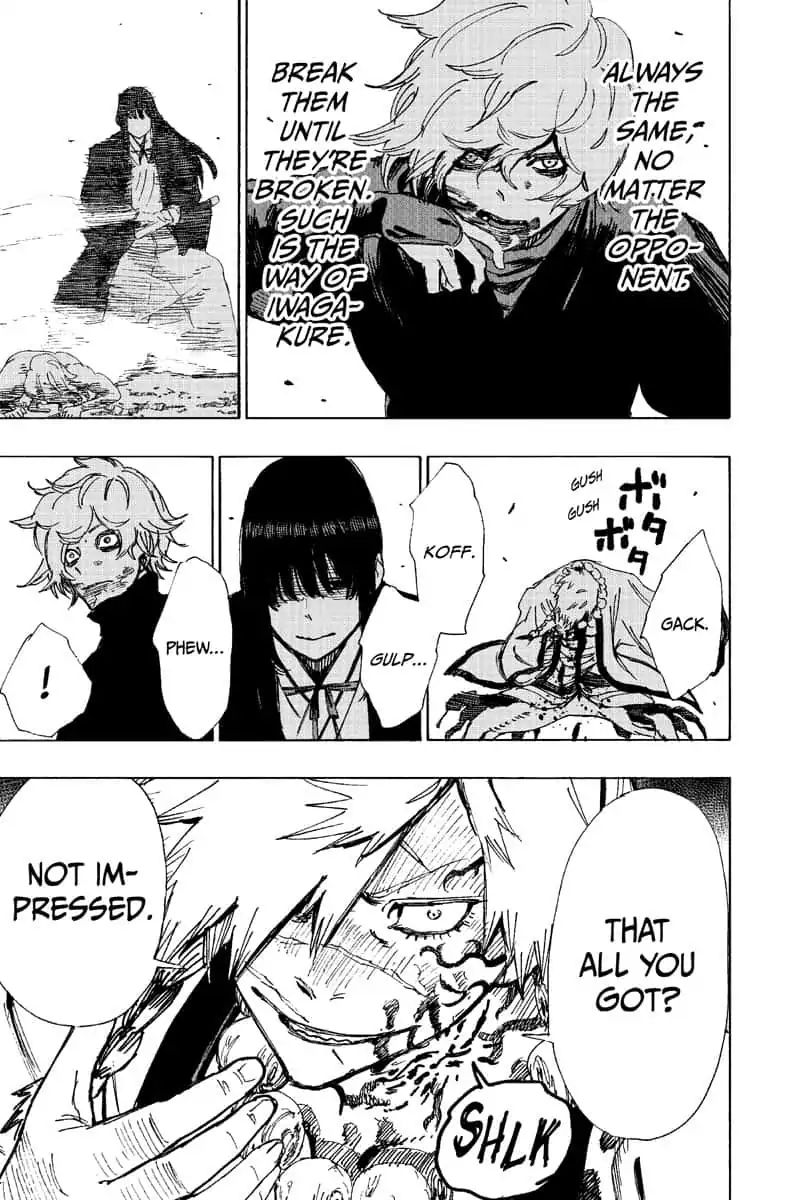 ALWAYS
THE
SAME,
NO
MATTER
THE
OPPO-
NENT.
BREAK
THEM
UNTIL
THEY'RE
BROKEN.
SUCH
IS THE
WAY OF
IWAGA-
KURE.
GUSH
GUSH
ボタ
ボタ
GACK.
KOFF.
GULP...
PHEW...
!
THAT
ALL YOU
GOT?
SHLK
NOT IM-
PRESSED.